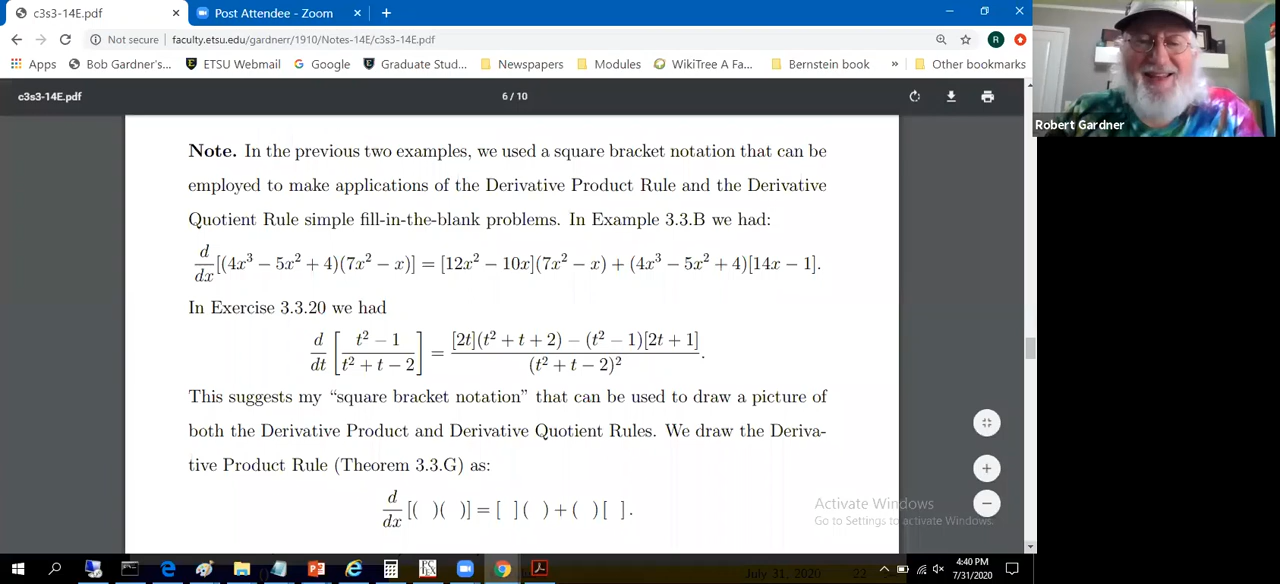 c3s3-14E.pdf
Post Attendee - Zoom
Not secure | faculty.etsu.edu/gardnerr/1910/Notes-14E/c3s3-14E.pdf
R
Apps Bob Gardner's... ETSU Webmail Google Graduate Stud... Newspapers Modules WikiTree A Fa... Bernstein book » Other bookmarks
c3s3-14E.pdf 6 / 10
Robert Gardner
Note. In the previous two examples, we used a square bracket notation that can be
employed to make applications of the Derivative Product Rule and the Derivative
Quotient Rule simple fill-in-the-blank problems. In Example 3.3.B we had:
d/dx[(4x³ − 5x² + 4)(7x² − x)] = [12x² − 10x](7x² − x) + (4x³ − 5x² + 4)[14x − 1].
In Exercise 3.3.20 we had
d/dt [(t² − 1)/(t² + t − 2)] = ([2t](t² + t + 2) − (t² − 1)[2t + 1])/(t² + t − 2)².
This suggests my “square bracket notation” that can be used to draw a picture of
both the Derivative Product and Derivative Quotient Rules. We draw the Deriva-
tive Product Rule (Theorem 3.3.G) as:
d/dx[( )( )] = [ ]( ) + ( )[ ].
Activate Windows
Go to Settings to activate Windows.
July 31, 2020 22
4:40 PM
7/31/2020